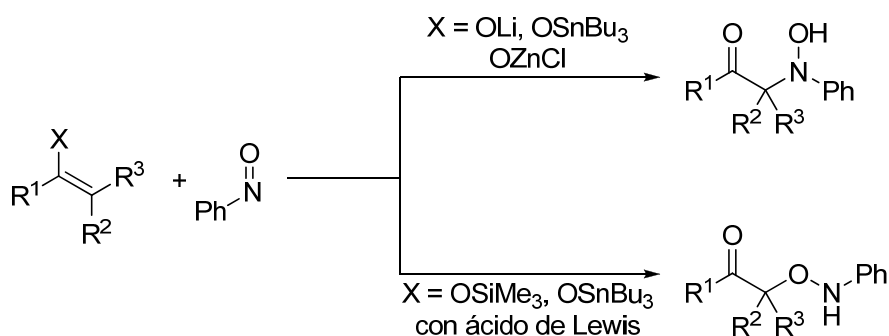 X = OLi, OSnBu₃
OZnCl
O
OH
R¹
N
Ph
R² R³
X
R¹
R³
R²
+
O
N
Ph
O
R¹
O
N
H
Ph
R² R³
X = OSiMe₃, OSnBu₃
con ácido de Lewis